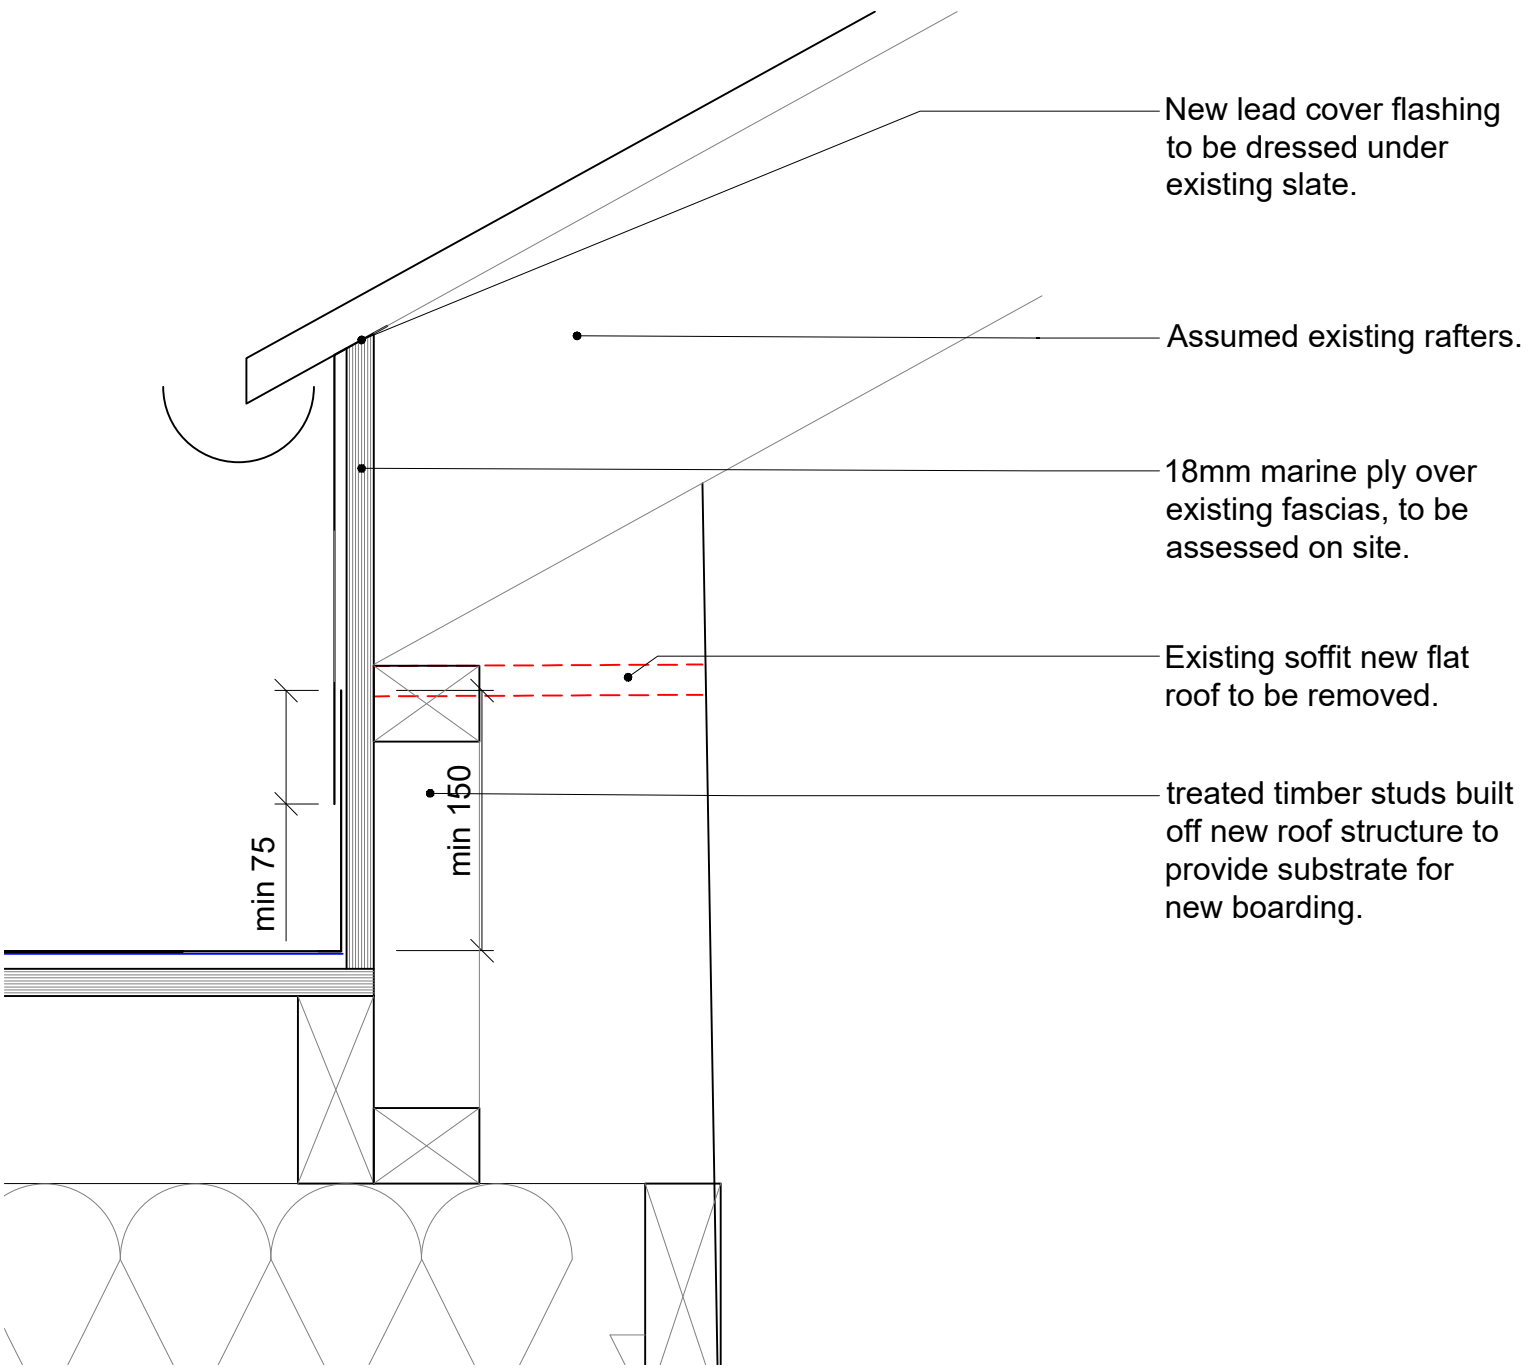 New lead cover flashing
to be dressed under
existing slate.
Assumed existing rafters.
18mm marine ply over
existing fascias, to be
assessed on site.
Existing soffit new flat
roof to be removed.
treated timber studs built
off new roof structure to
provide substrate for
new boarding.
min 150
min 75